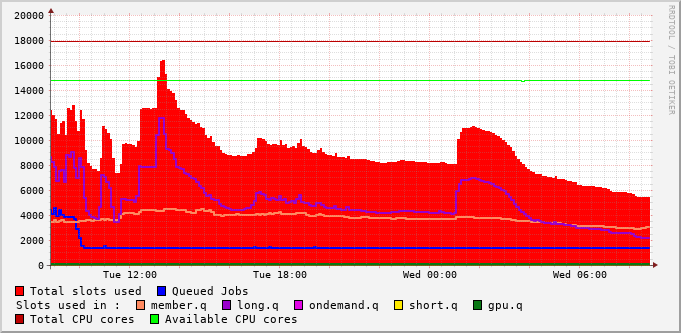 20000
18000
16000
14000
12000
10000
8000
6000
4000
2000
0
Tue 12:00 Tue 18:00 Wed 00:00 Wed 06:00
Total slots used Queued Jobs
Slots used in : member.q long.q ondemand.q short.q gpu.q
Total CPU cores Available CPU cores
RRDTOOL / TOBI OETIKER